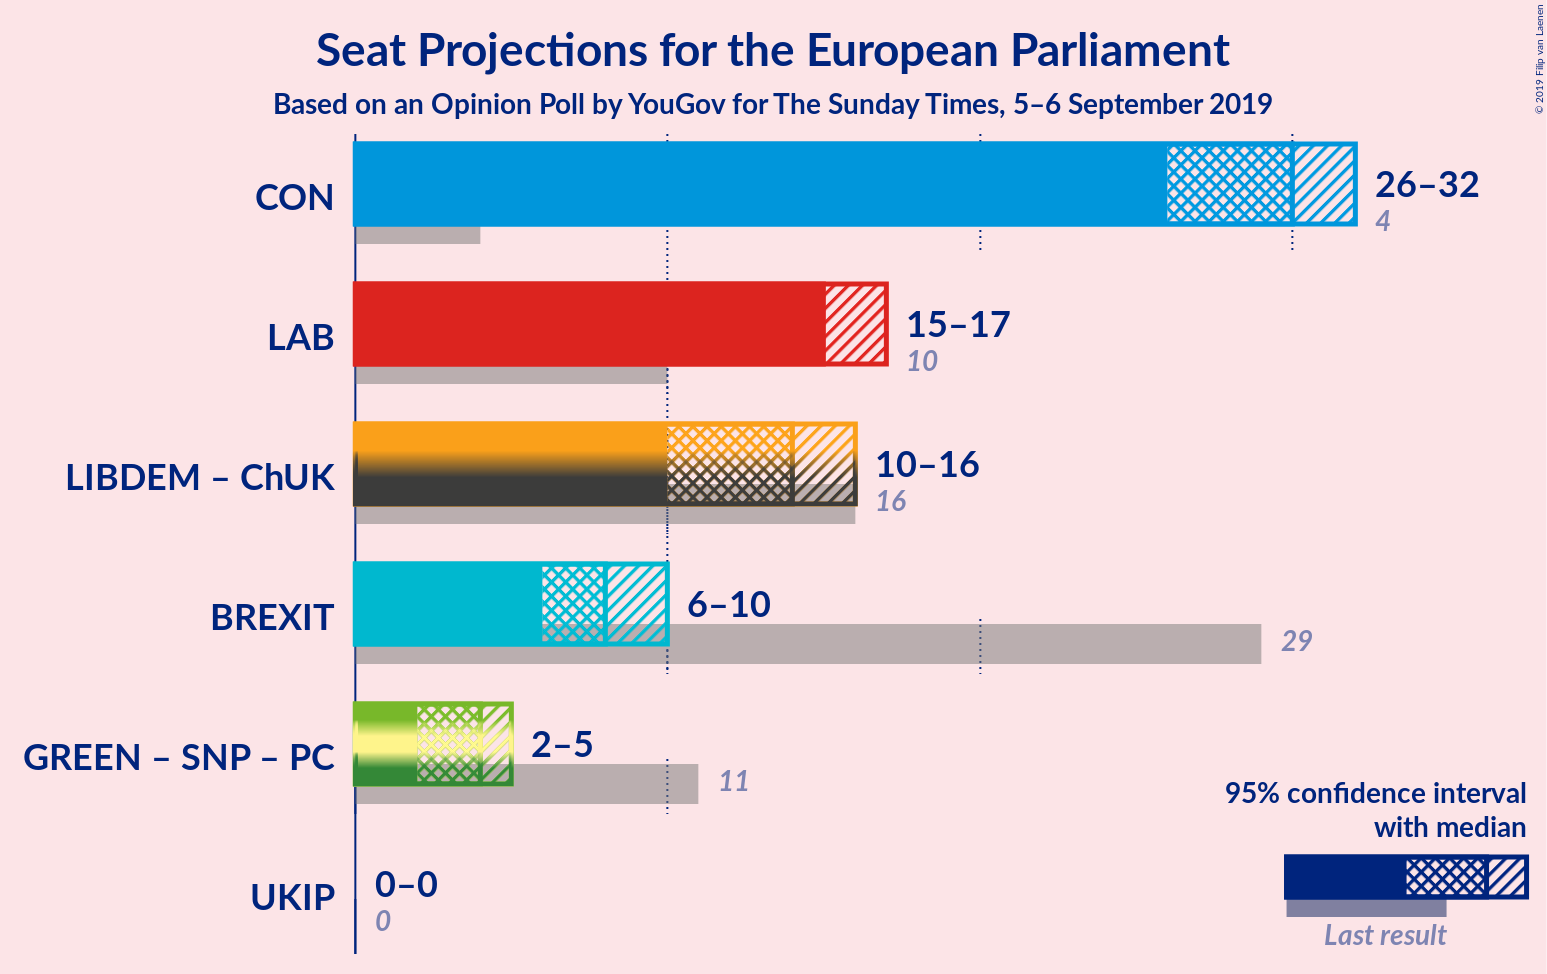 Seat Projections for the European Parliament
Based on an Opinion Poll by YouGov for The Sunday Times, 5–6 September 2019
© 2019 Filip van Laenen
CON
26–32
4
LAB
15–17
10
LIBDEM – ChUK
10–16
16
BREXIT
6–10
29
GREEN – SNP – PC
2–5
11
UKIP
0–0
0
95% confidence interval
with median
Last result